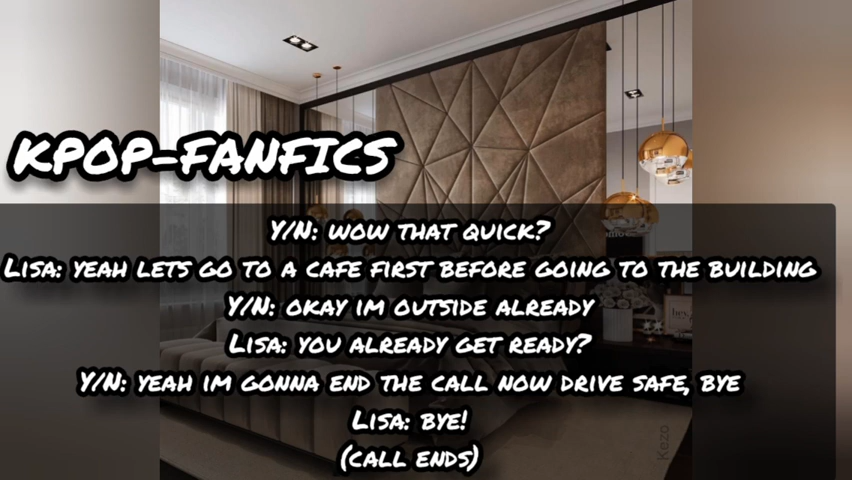 KPOP-FANFICS
Y/N: WOW THAT QUICK?
LISA: YEAH LETS GO TO A CAFE FIRST BEFORE GOING TO THE BUILDING
Y/N: OKAY IM OUTSIDE ALREADY
LISA: YOU ALREADY GET READY?
Y/N: YEAH IM GONNA END THE CALL NOW DRIVE SAFE, BYE
LISA: BYE!
(CALL ENDS)
Kezo